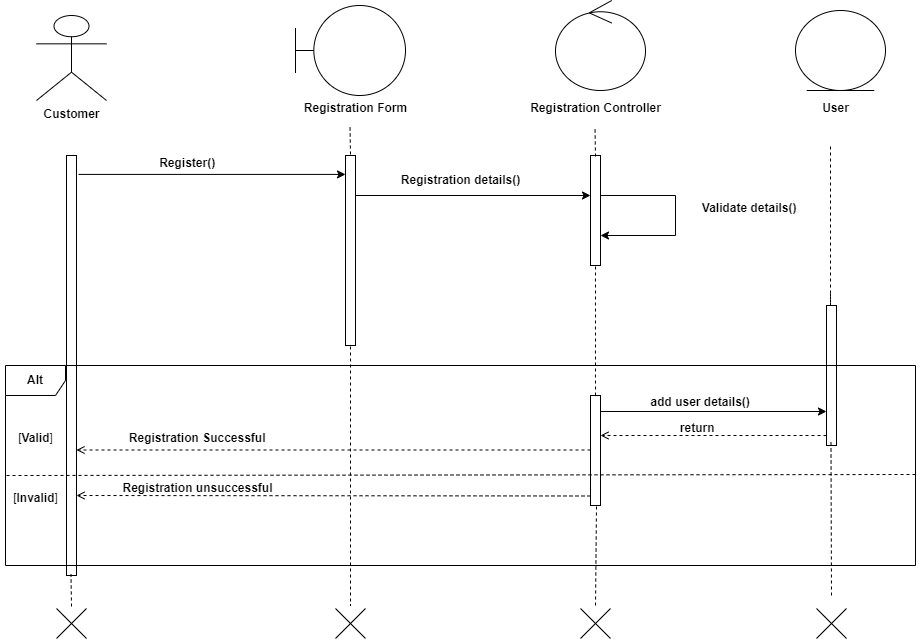 Customer
Registration Form
Registration Controller
User
Register()
Registration details()
Validate details()
Alt
add user details()
return
[Valid]
Registration Successful
Registration unsuccessful
[Invalid]